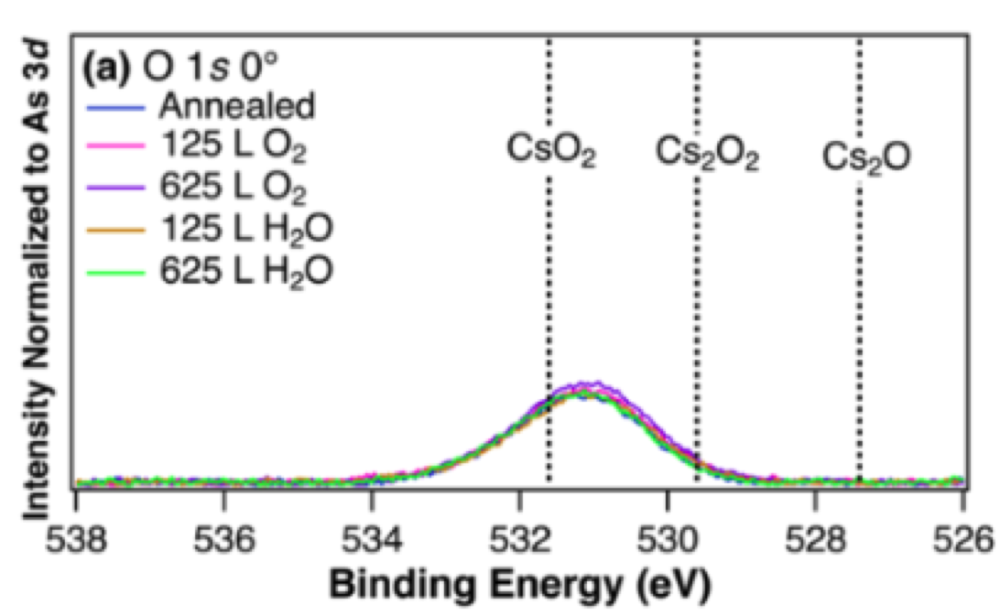 Intensity Normalized to As 3d
(a) O 1s 0°
Annealed
125 L O₂
625 L O₂
125 L H₂O
625 L H₂O
CsO₂
Cs₂O₂
Cs₂O
538 536 534 532 530 528 526
Binding Energy (eV)